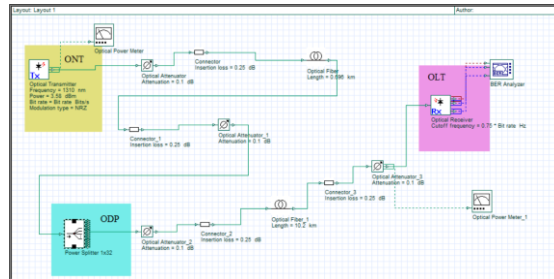 Layout: Layout 1
Author:
ONT
Optical Power Meter
Tx
Optical Transmitter
Frequency = 1310 nm
Power = 3.58 dBm
Bit rate = Bit rate Bits/s
Modulation type = NRZ
Optical Attenuator
Attenuation = 0.1 dB
Connector
Insertion loss = 0.25 dB
Optical Fiber
Length = 0.695 km
OLT
BER Analyzer
Rx
Optical Receiver
Cutoff frequency = 0.75 * Bit rate Hz
Connector_1
Insertion loss = 0.25 dB
Optical Attenuator_1
Attenuation = 0.1 dB
Optical Attenuator_3
Attenuation = 0.1 dB
Connector_3
Insertion loss = 0.25 dB
Optical Power Meter_1
ODP
Power Splitter 1x32
Optical Attenuator_2
Attenuation = 0.1 dB
Connector_2
Insertion loss = 0.25 dB
Optical Fiber_1
Length = 10.2 km